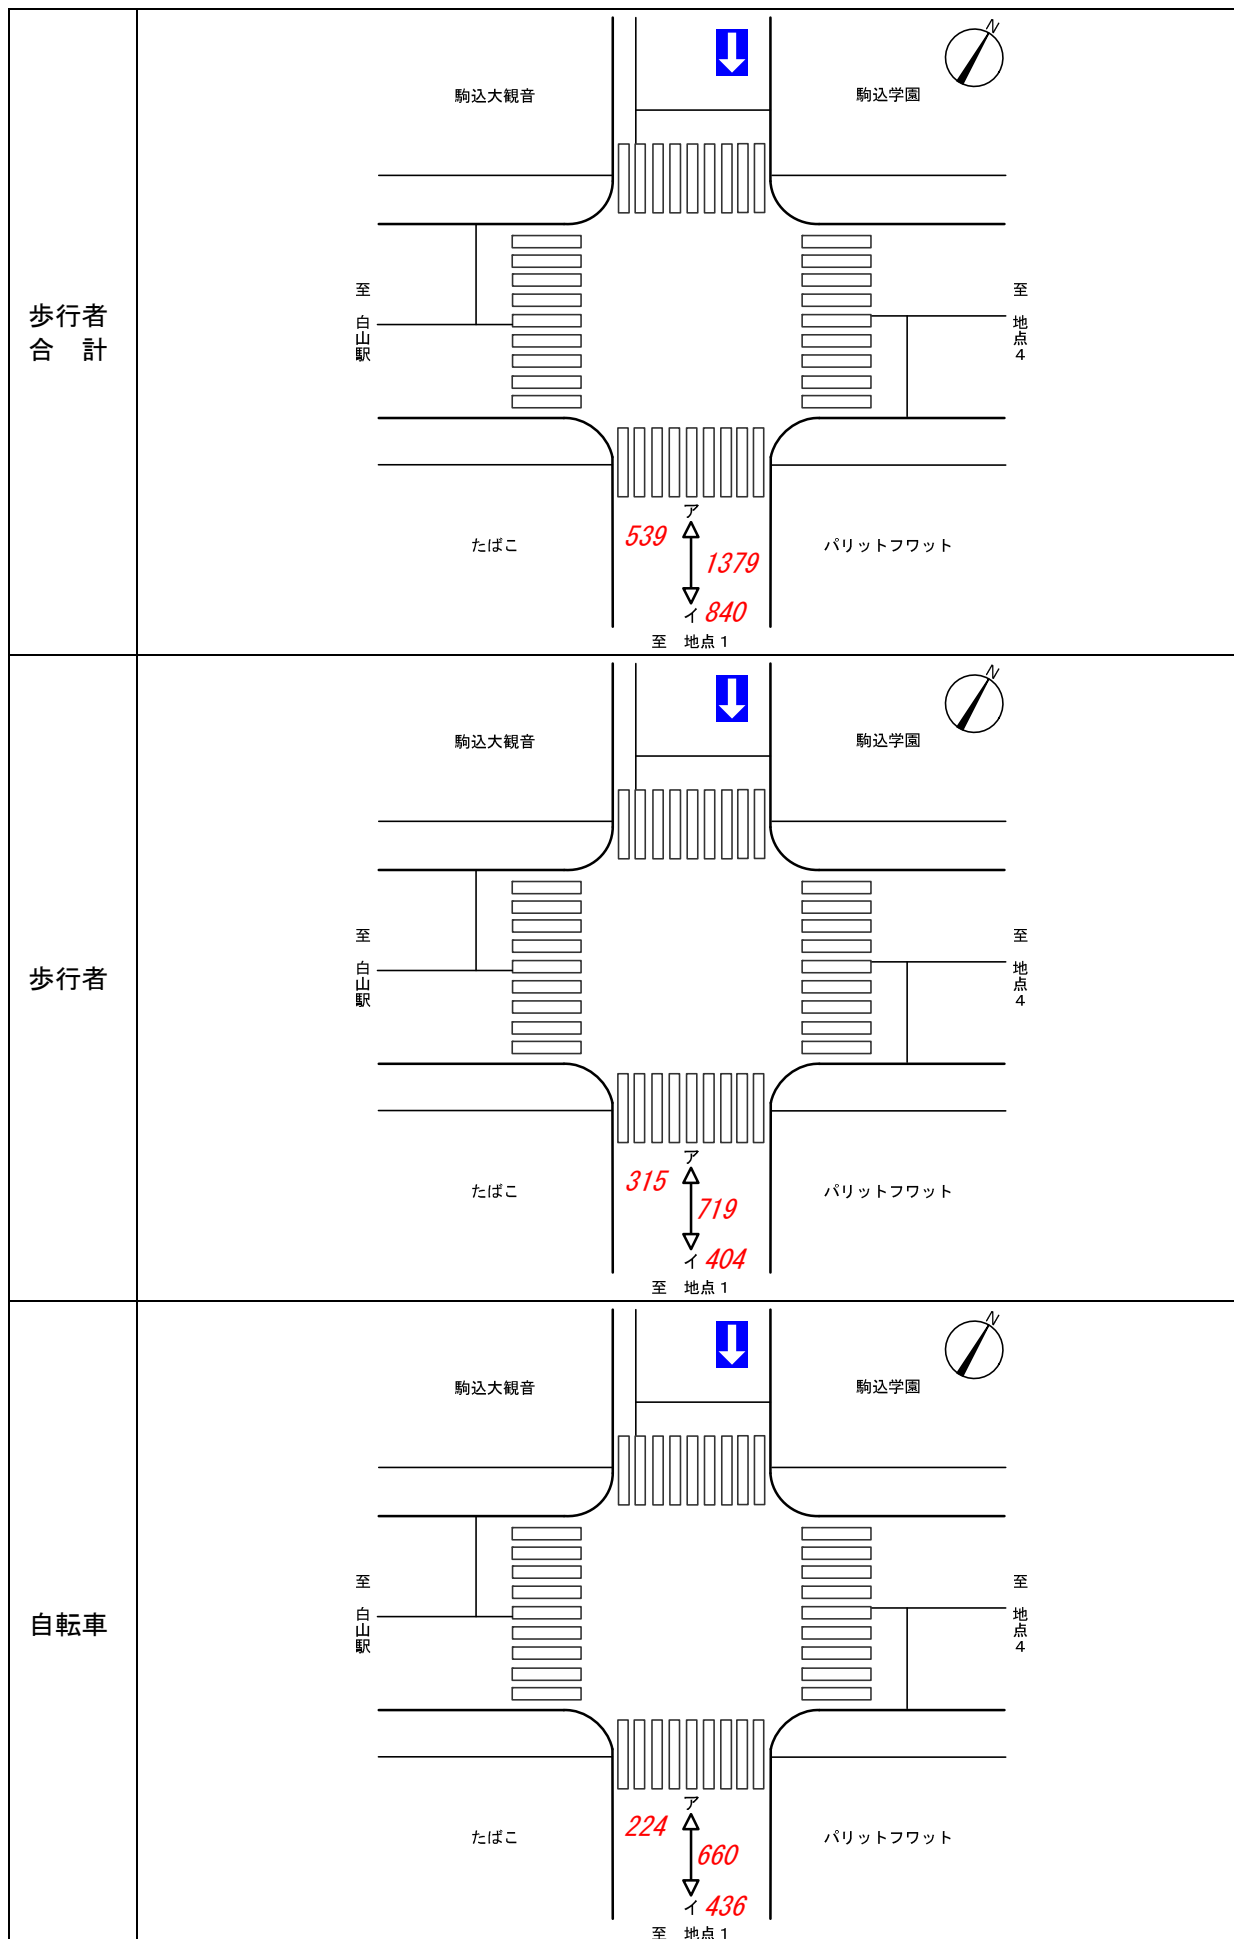 歩行者
合　計
駒込大観音
駒込学園
N
至　白山駅
至　地点4
たばこ
パリットフワット
ア
539
1379
イ 840
至　地点1
歩行者
駒込大観音
駒込学園
N
至　白山駅
至　地点4
たばこ
パリットフワット
ア
315
719
イ 404
至　地点1
自転車
駒込大観音
駒込学園
N
至　白山駅
至　地点4
たばこ
パリットフワット
ア
224
660
イ 436
至　地点1